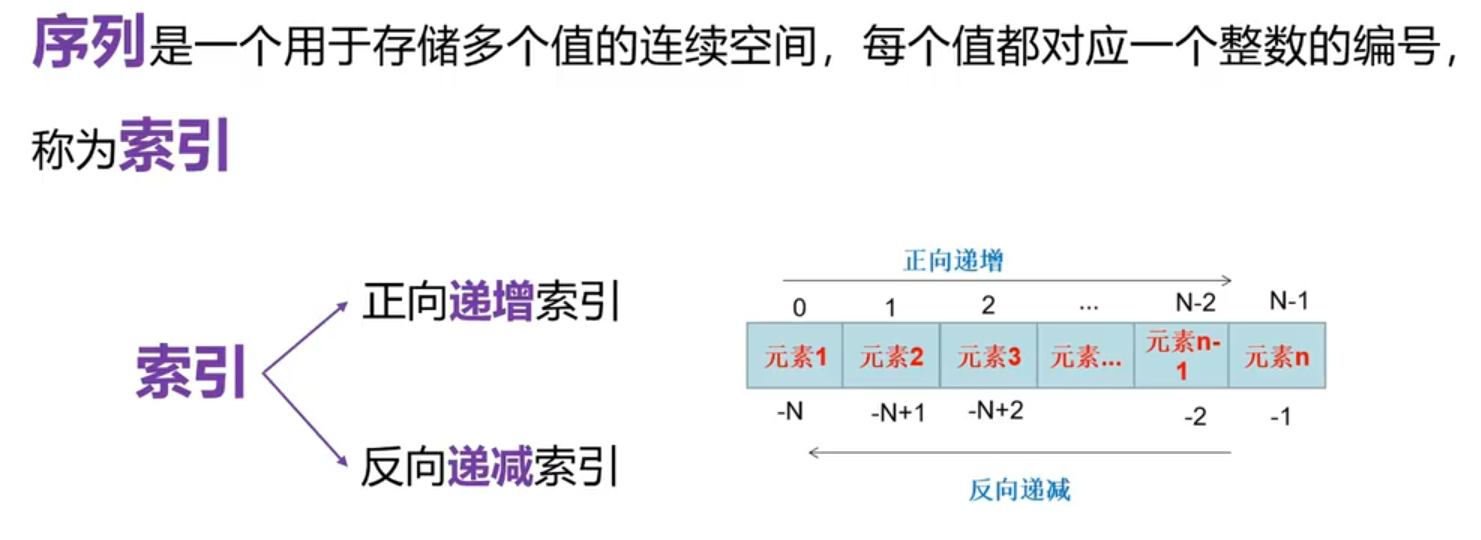 序列是一个用于存储多个值的连续空间，每个值都对应一个整数的编号，
称为索引
索引
正向递增索引
反向递减索引
正向递增
0 1 2 ... N-2 N-1
元素1 元素2 元素3 元素... 元素n-1 元素n
-N -N+1 -N+2 -2 -1
反向递减